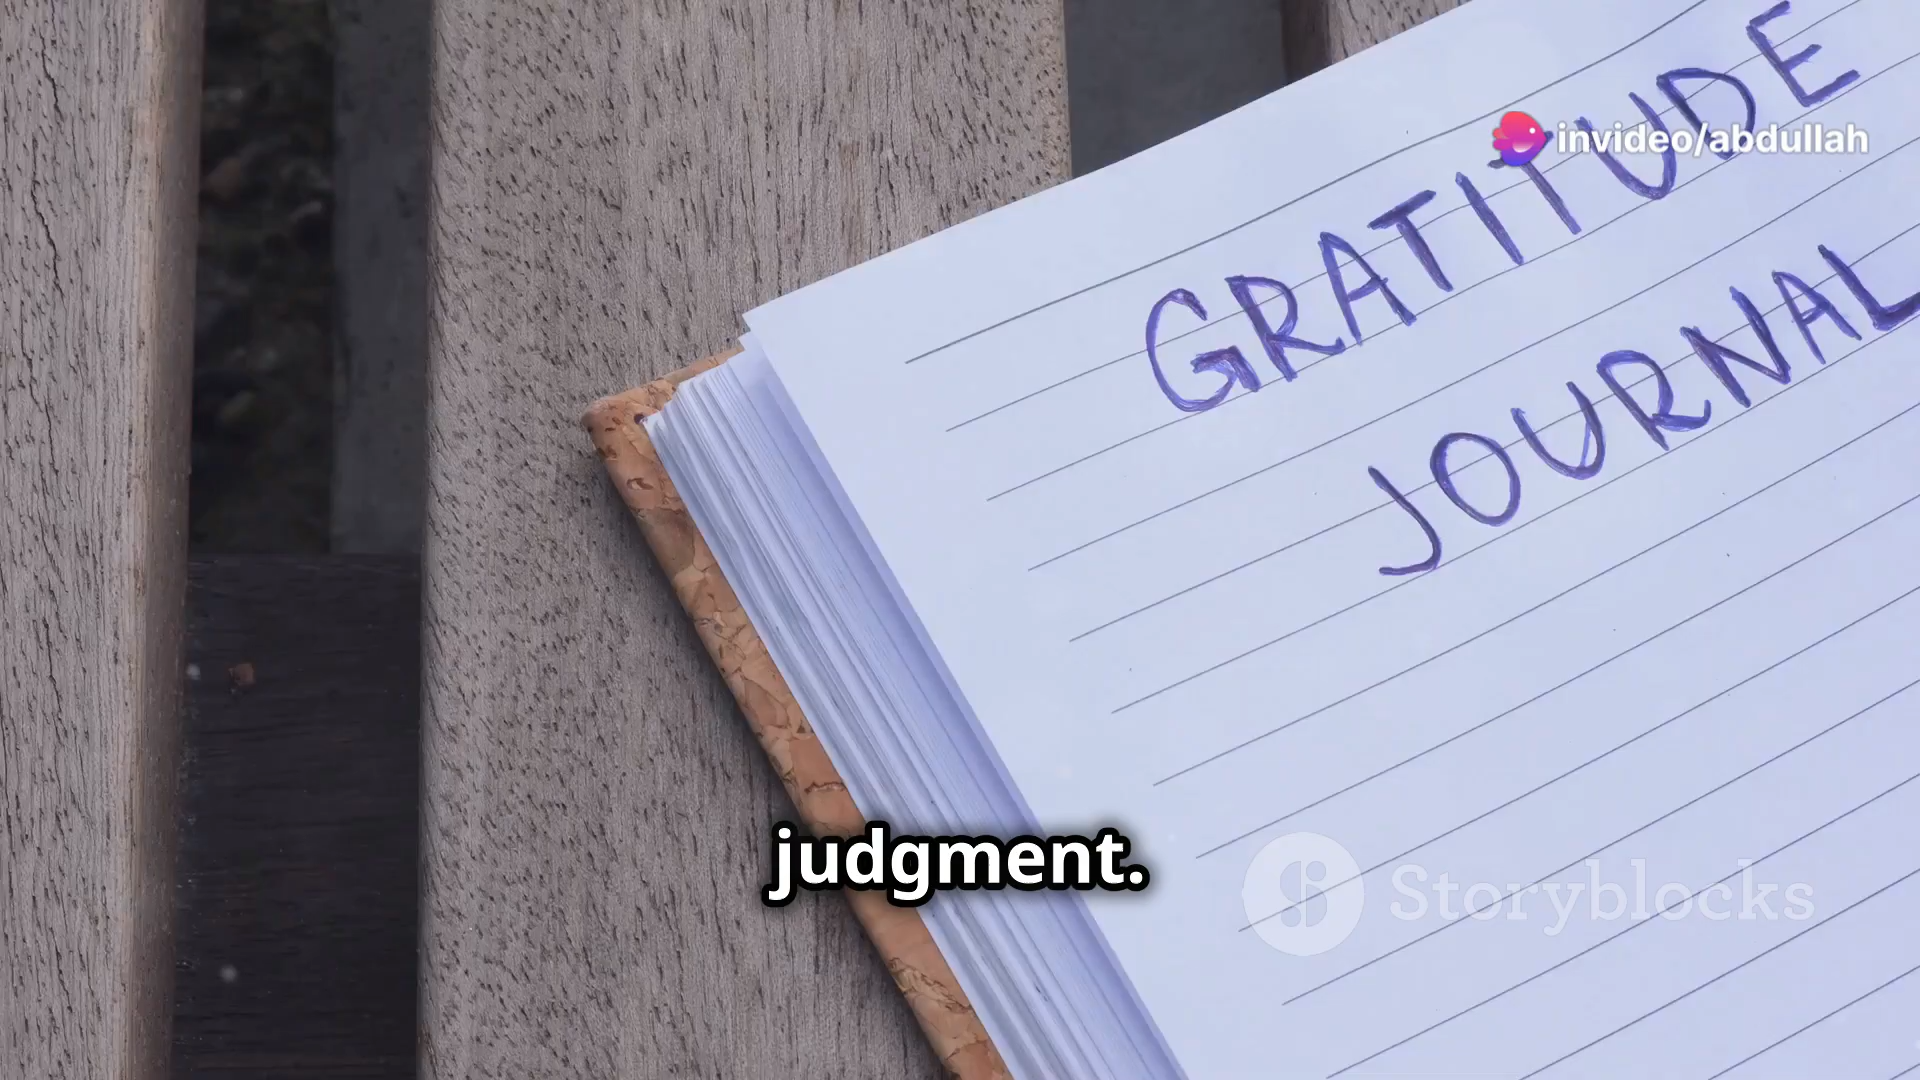 invideo/abdullah
GRATITUDE
JOURNAL
judgment.
Storyblocks